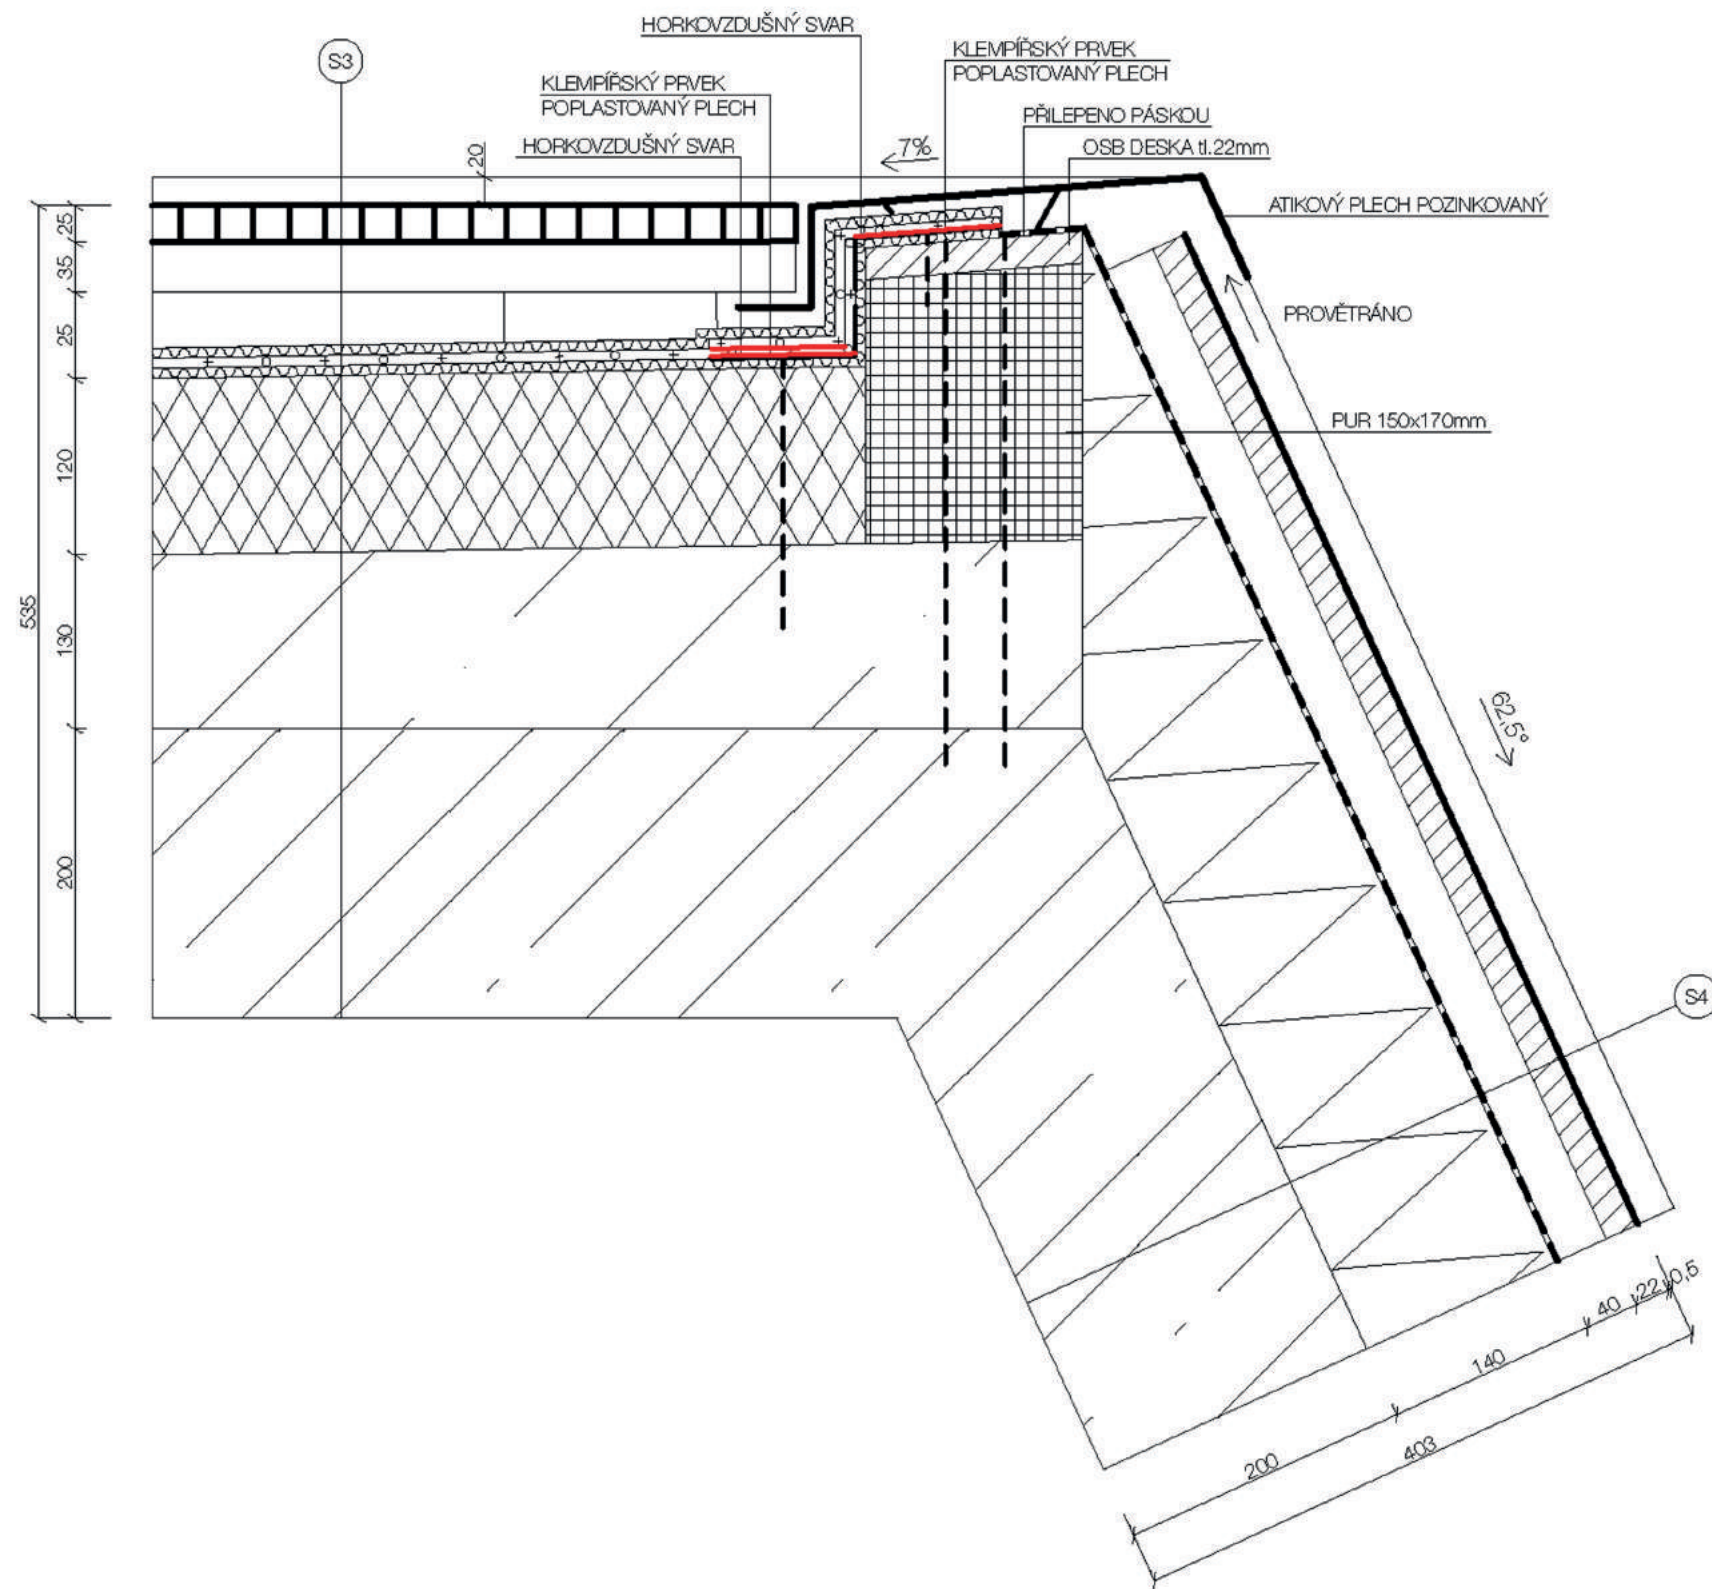 HORKOVZDUŠNÝ SVAR
S3
KLEMPÍŘSKÝ PRVEK
POPLASTOVANÝ PLECH
KLEMPÍŘSKÝ PRVEK
POPLASTOVANÝ PLECH
PŘILEPENO PÁSKOU
HORKOVZDUŠNÝ SVAR
7%
OSB DESKA tl.22mm
20
ATIKOVÝ PLECH POZINKOVANÝ
25
35
PROVĚTRÁNO
25
PUR 150x170mm
120
535
130
62,5°
200
S4
0,5
22
40
140
403
200